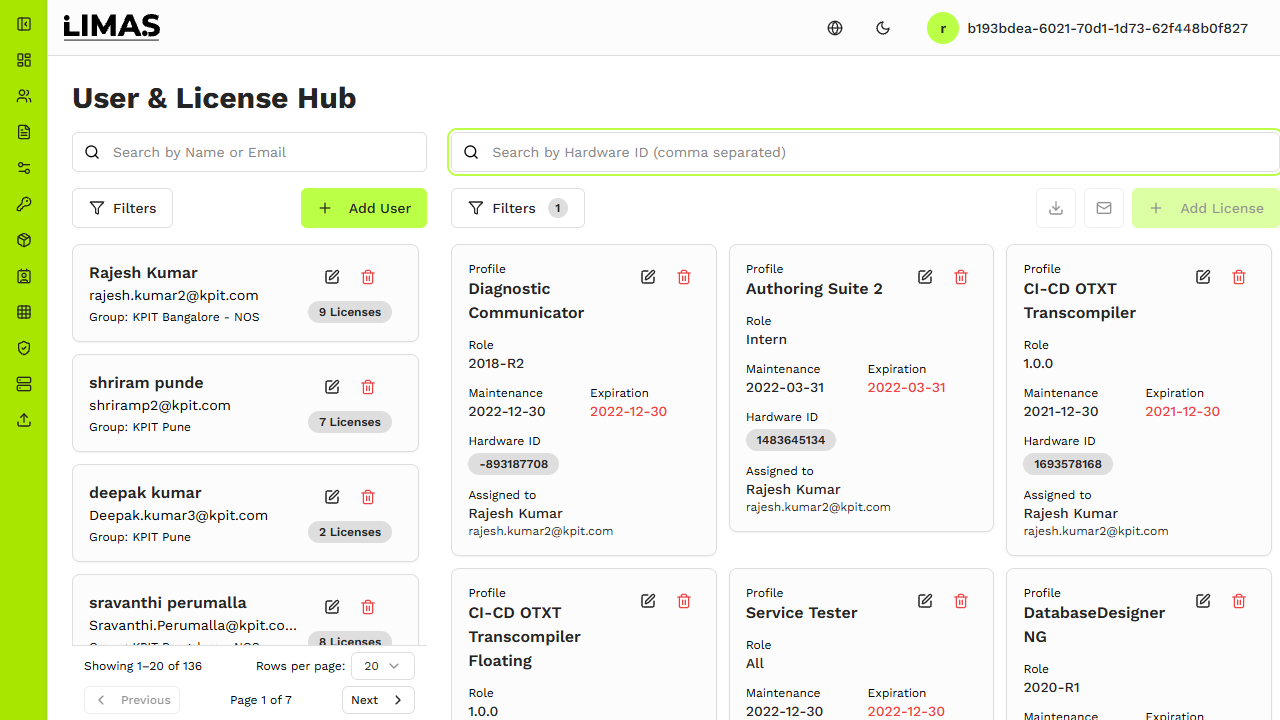 LIMAS
r
b193bdea-6021-70d1-1d73-62f448b0f827
User & License Hub
Search by Name or Email
Search by Hardware ID (comma separated)
Filters
Add User
Filters
1
Add License
Rajesh Kumar
rajesh.kumar2@kpit.com
Group: KPIT Bangalore - NOS
9 Licenses
shriram punde
shriramp2@kpit.com
Group: KPIT Pune
7 Licenses
deepak kumar
Deepak.kumar3@kpit.com
Group: KPIT Pune
2 Licenses
sravanthi perumalla
Sravanthi.Perumalla@kpit.co...
8 Licenses
Showing 1–20 of 136
Rows per page:
20
Previous
Page 1 of 7
Next
Profile
Diagnostic
Communicator
Role
2018-R2
Maintenance
Expiration
2022-12-30
2022-12-30
Hardware ID
-893187708
Assigned to
Rajesh Kumar
rajesh.kumar2@kpit.com
Profile
Authoring Suite 2
Role
Intern
Maintenance
Expiration
2022-03-31
2022-03-31
Hardware ID
1483645134
Assigned to
Rajesh Kumar
rajesh.kumar2@kpit.com
Profile
CI-CD OTXT
Transcompiler
Role
1.0.0
Maintenance
Expiration
2021-12-30
2021-12-30
Hardware ID
1693578168
Assigned to
Rajesh Kumar
rajesh.kumar2@kpit.com
Profile
CI-CD OTXT
Transcompiler
Floating
Role
1.0.0
Profile
Service Tester
Role
All
Maintenance
Expiration
2022-12-30
2022-12-30
Profile
DatabaseDesigner
NG
Role
2020-R1
Maintenance
Expiration